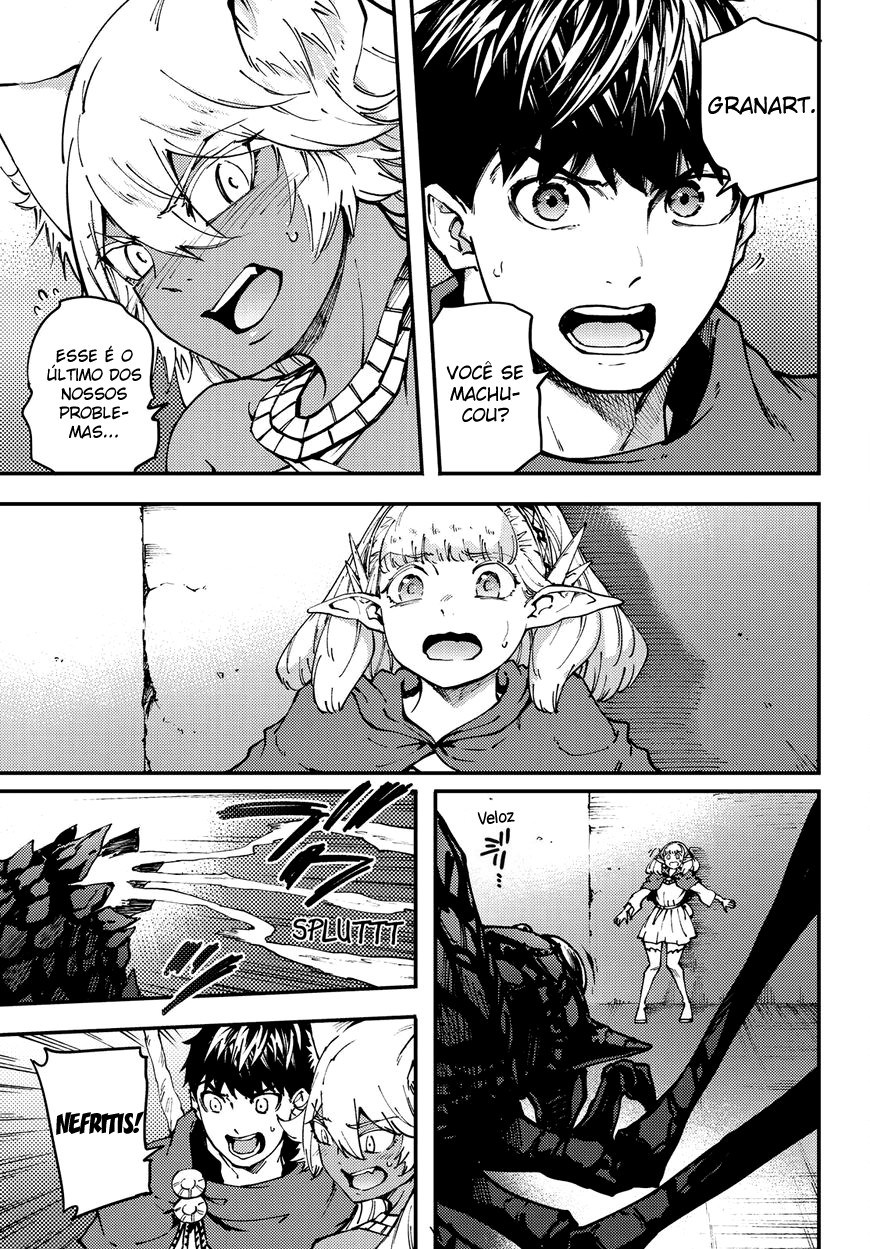 GRANART.
VOCÊ SE
MACHU-
COU?
ESSE É O
ÚLTIMO DOS
NOSSOS
PROBLE-
MAS...
Veloz
SPLUTTT
NEFRITIS!